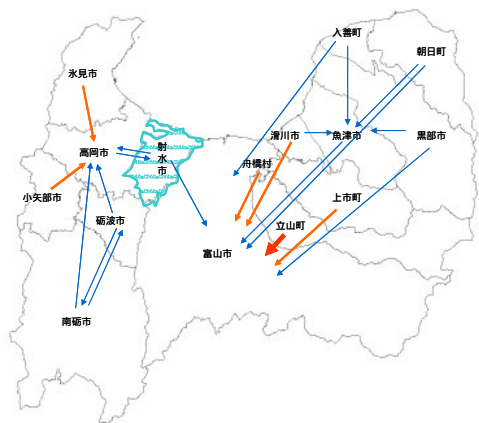 入善町
朝日町
氷見市
滑川市
魚津市
黒部市
射水市
高岡市
舟橋村
小矢部市
上市町
砺波市
立山町
富山市
南砺市